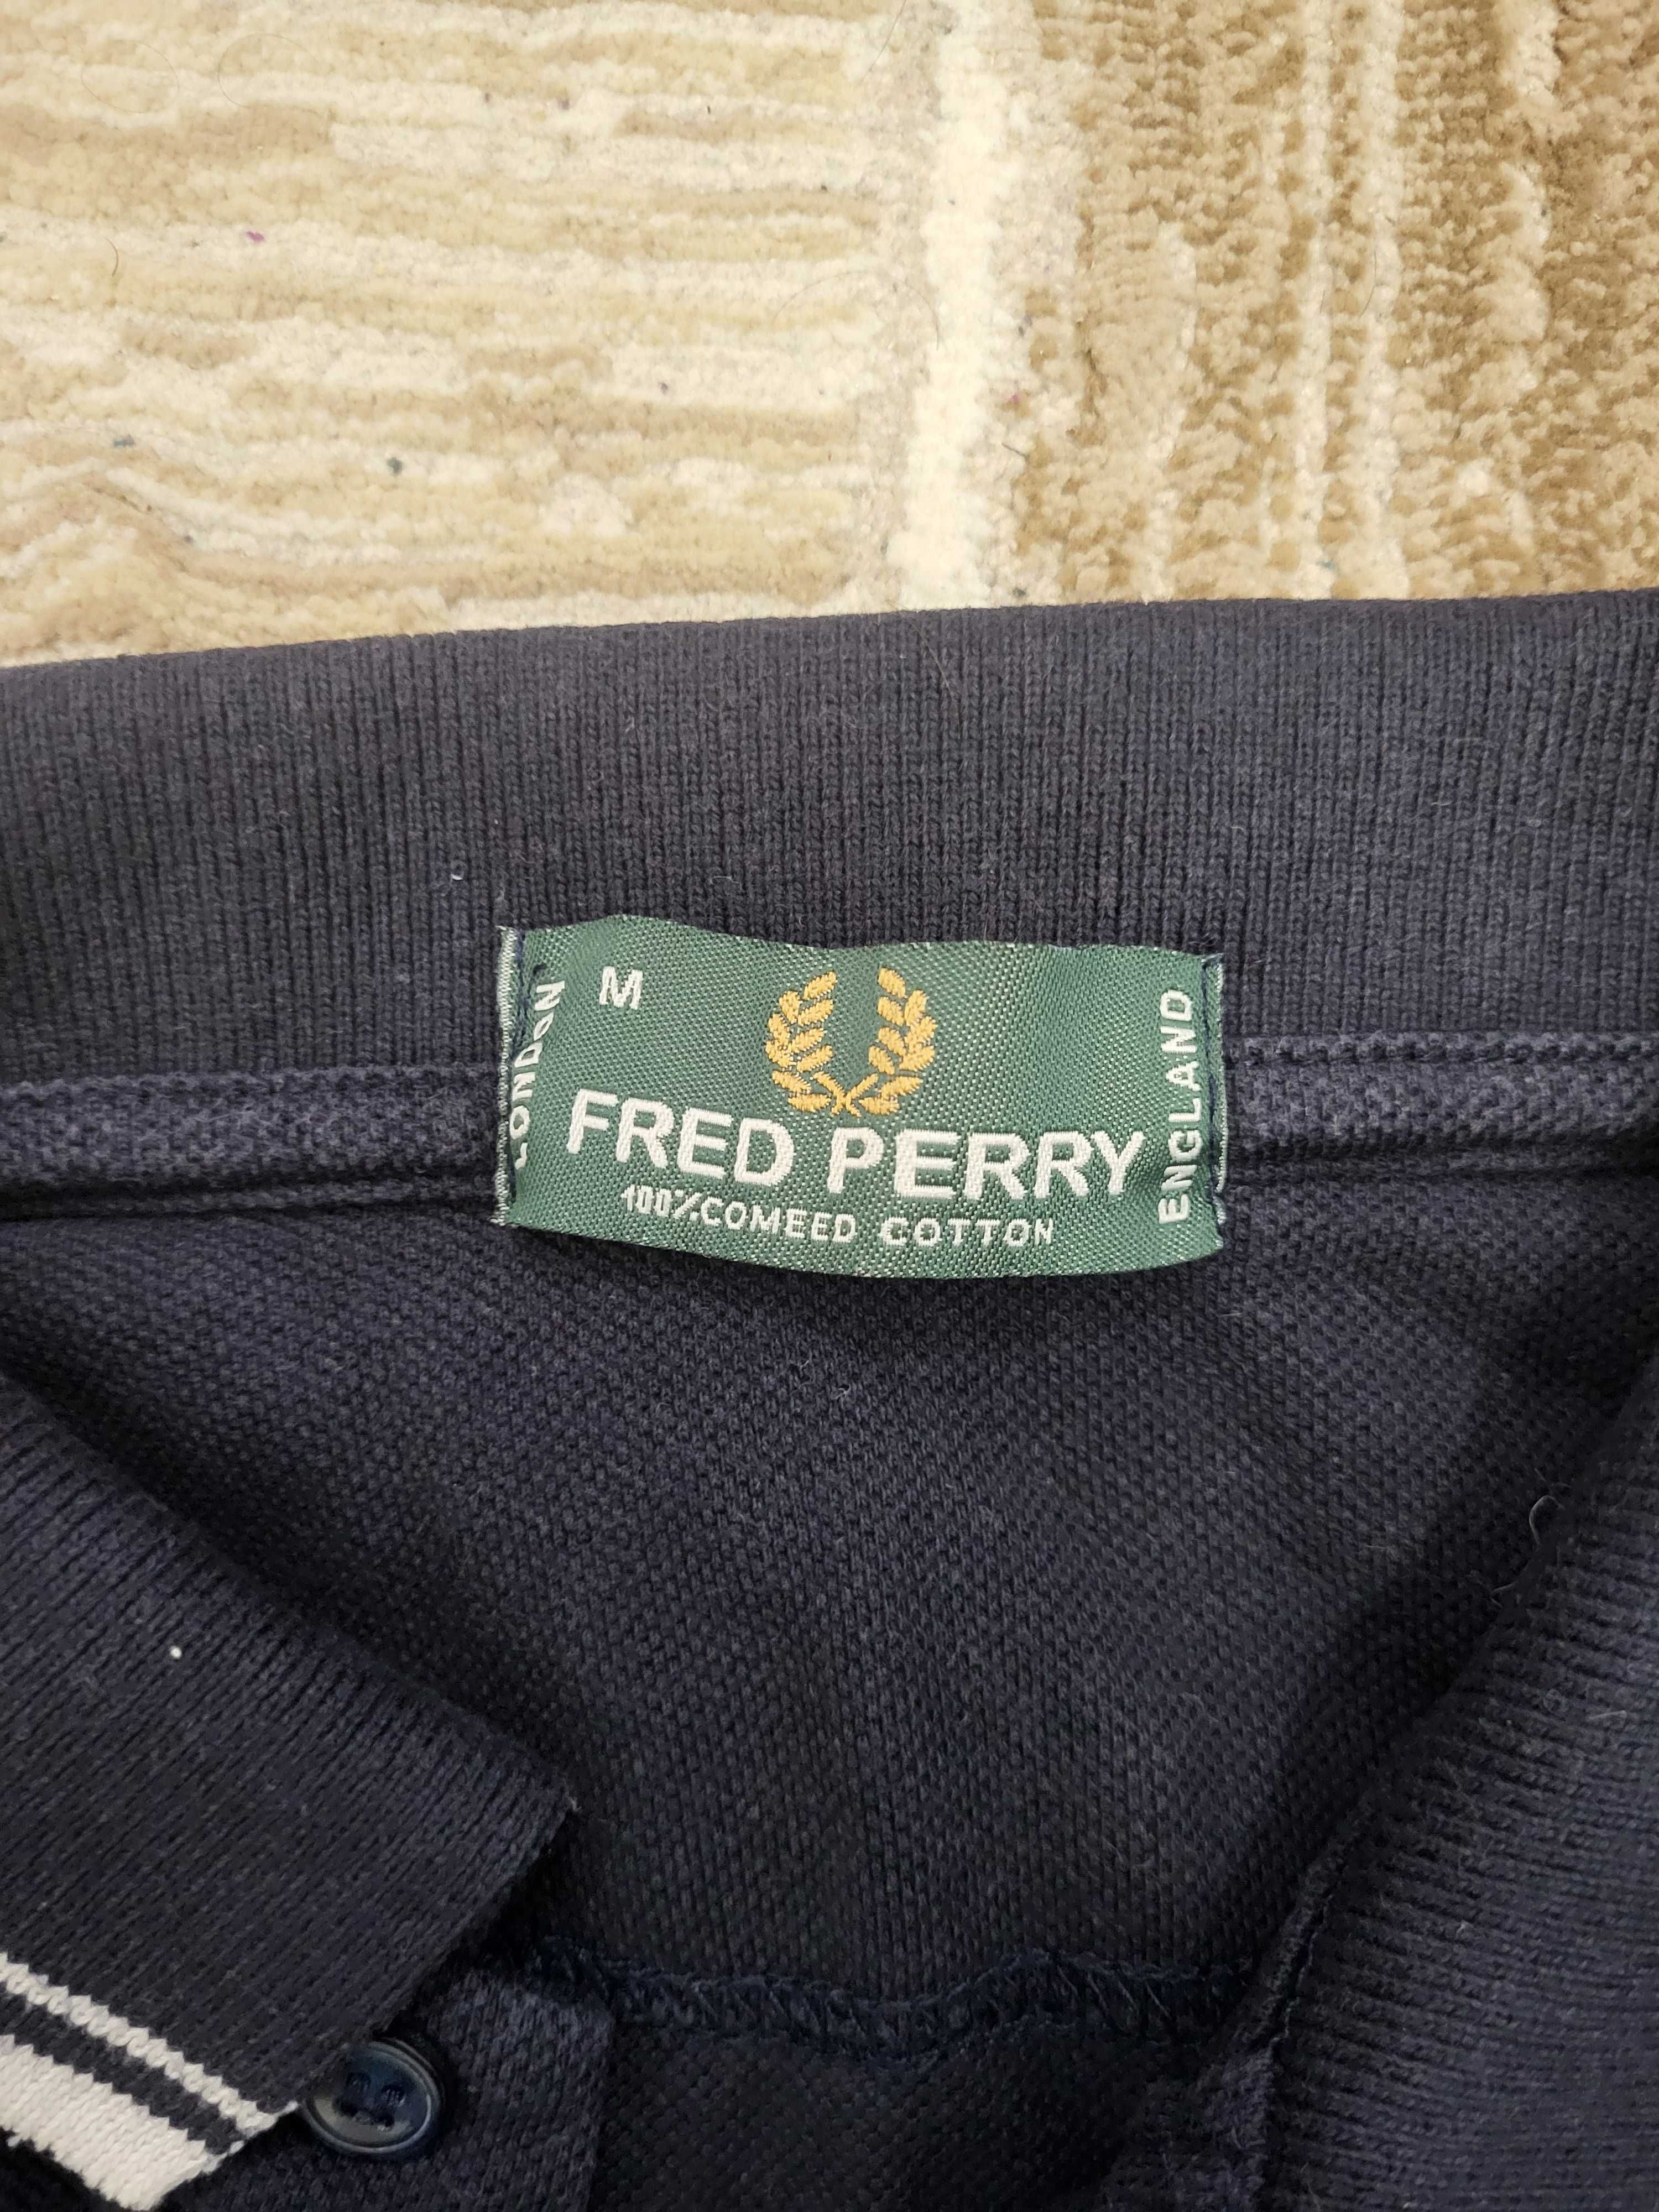 M
LONDON
FRED PERRY
100% COMEED COTTON
ENGLAND